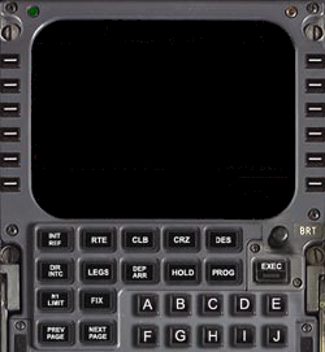 INIT REF RTE CLB CRZ DES BRT
DIR INTC LEGS DEP ARR HOLD PROG EXEC
N1 LIMIT FIX A B C D E
PREV PAGE NEXT PAGE F G H I J